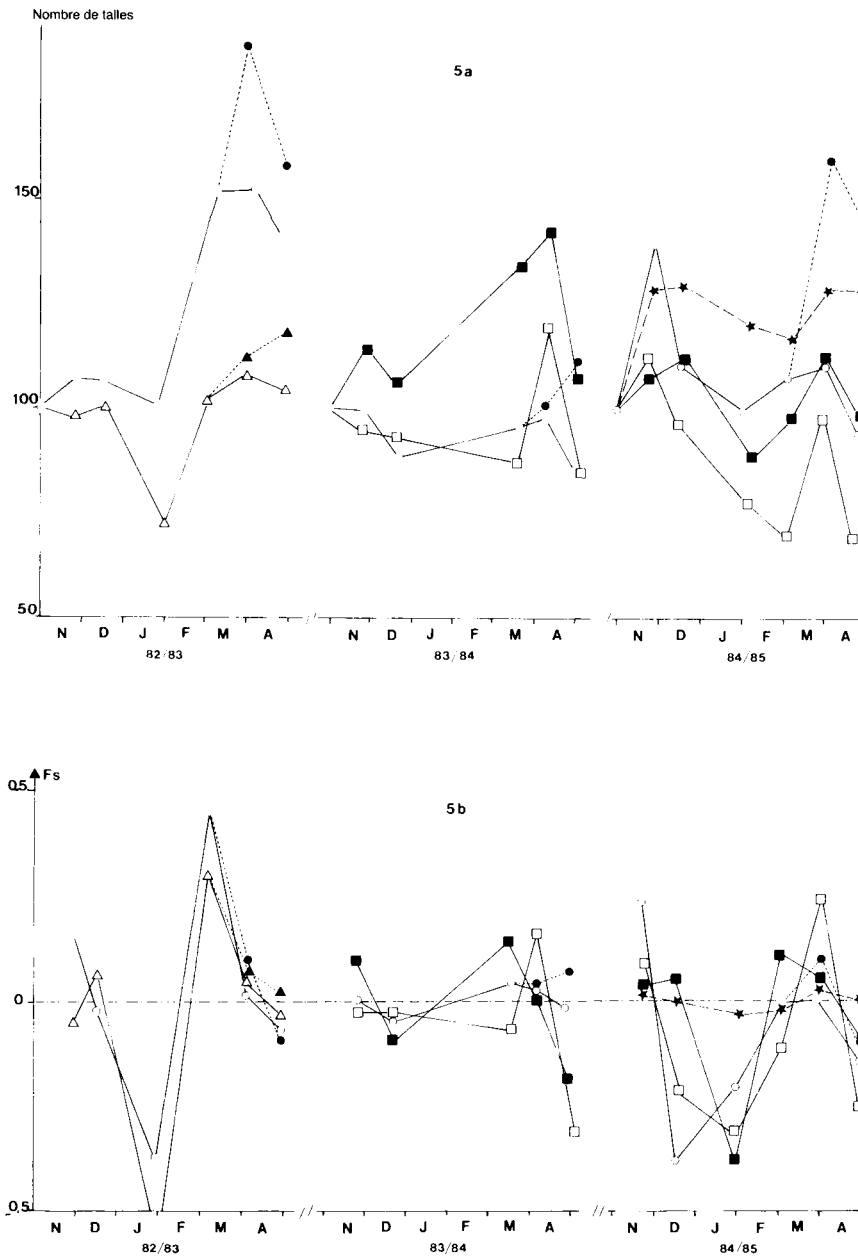 Nombre de talles
5a
150
100
50
N D J F M A N D J F M A N D J F M A
82/83 83/84 84/85
Fs
0.5
5b
0
-0.5
N D J F M A N D J F M A N D J F M A
82/83 83/84 84/85